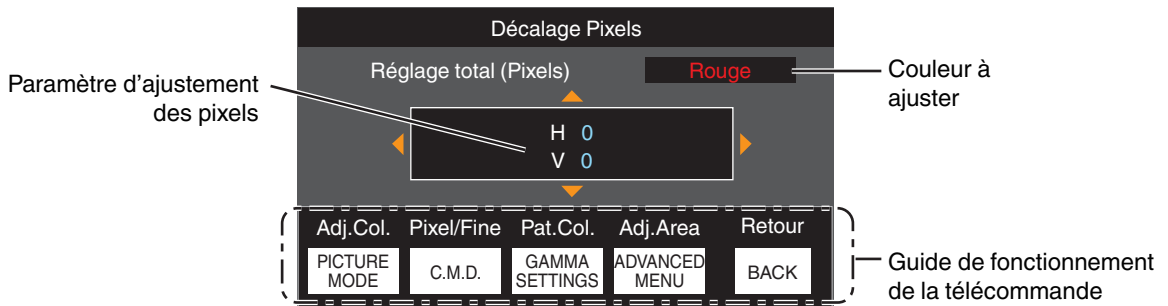 Décalage Pixels
Réglage total (Pixels)
Rouge
Couleur à
ajuster
Paramètre d'ajustement
des pixels
H 0
V 0
Adj.Col. Pixel/Fine Pat.Col. Adj.Area Retour
PICTURE
MODE
C.M.D.
GAMMA
SETTINGS
ADVANCED
MENU
BACK
Guide de fonctionnement
de la télécommande